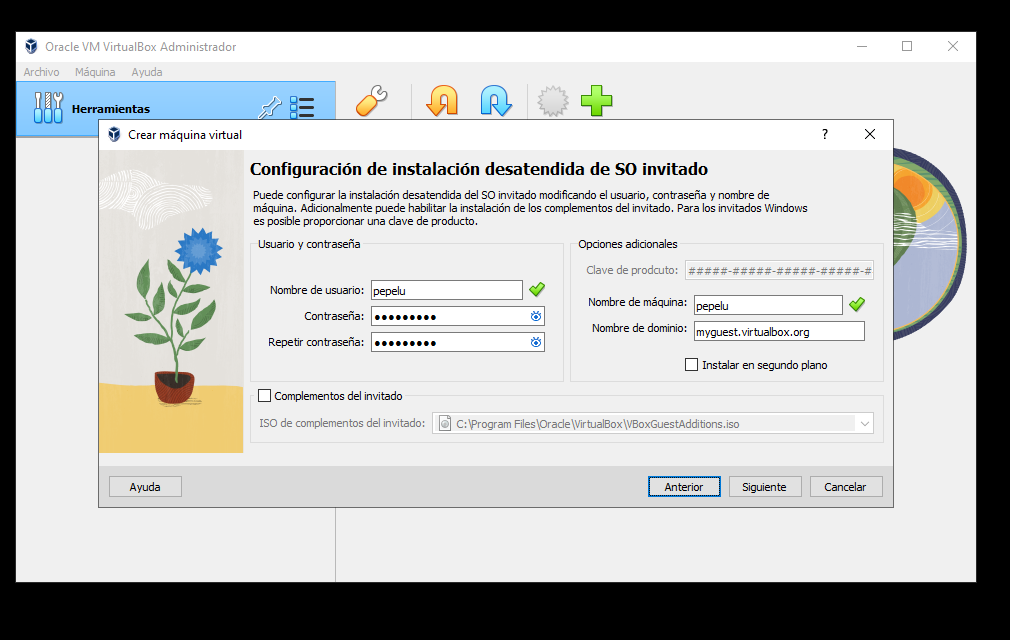 Oracle VM VirtualBox Administrador
Archivo Máquina Ayuda
Herramientas
Crear máquina virtual
?
Configuración de instalación desatendida de SO invitado
Puede configurar la instalación desatendida del SO invitado modificando el usuario, contraseña y nombre de
máquina. Adicionalmente puede habilitar la instalación de los complementos del invitado. Para los invitados Windows
es posible proporcionar una clave de producto.
Usuario y contraseña
Nombre de usuario: pepelu
Contraseña: ●●●●●●●●●
Repetir contraseña: ●●●●●●●●●
Opciones adicionales
Clave de prodcuto: #####-#####-#####-#####-#
Nombre de máquina: pepelu
Nombre de dominio: myguest.virtualbox.org
Instalar en segundo plano
Complementos del invitado
ISO de complementos del invitado: C:\Program Files\Oracle\VirtualBox\VBoxGuestAdditions.iso
Ayuda Anterior Siguiente Cancelar